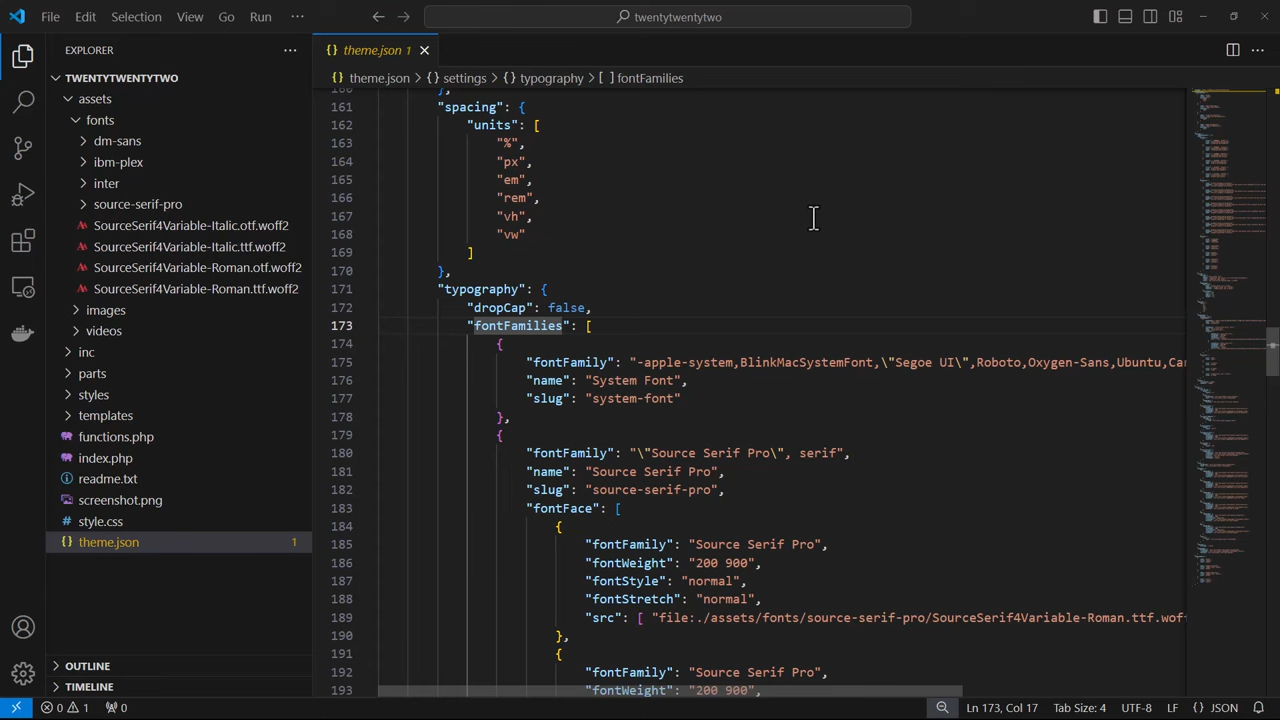 File Edit Selection View Go Run ··· twentytwentytwo
EXPLORER ···
TWENTYTWENTYTWO
assets
fonts
dm-sans
ibm-plex
inter
source-serif-pro
SourceSerif4Variable-Italic.otf.woff2
SourceSerif4Variable-Italic.ttf.woff2
SourceSerif4Variable-Roman.otf.woff2
SourceSerif4Variable-Roman.ttf.woff2
images
videos
inc
parts
styles
templates
functions.php
index.php
readme.txt
screenshot.png
style.css
{} theme.json 1
OUTLINE
TIMELINE
{} theme.json 1
{} theme.json > {} settings > {} typography > [ ] fontFamilies
160 },
161 "spacing": {
162 "units": [
163 "%",
164 "px",
165 "em",
166 "rem",
167 "vh",
168 "vw"
169 ]
170 },
171 "typography": {
172 "dropCap": false,
173 "fontFamilies": [
174 {
175 "fontFamily": "-apple-system,BlinkMacSystemFont,\"Segoe UI\",Roboto,Oxygen-Sans,Ubuntu,Can
176 "name": "System Font",
177 "slug": "system-font"
178 }
179 {
180 "fontFamily": "\"Source Serif Pro\", serif",
181 "name": "Source Serif Pro",
182 "slug": "source-serif-pro",
183 "fontFace": [
184 {
185 "fontFamily": "Source Serif Pro",
186 "fontWeight": "200 900",
187 "fontStyle": "normal",
188 "fontStretch": "normal",
189 "src": [ "file:./assets/fonts/source-serif-pro/SourceSerif4Variable-Roman.ttf.woff
190 },
191 {
192 "fontFamily": "Source Serif Pro",
193 "fontWeight": "200 900",
0 1 0 Ln 173, Col 17 Tab Size: 4 UTF-8 LF {} JSON